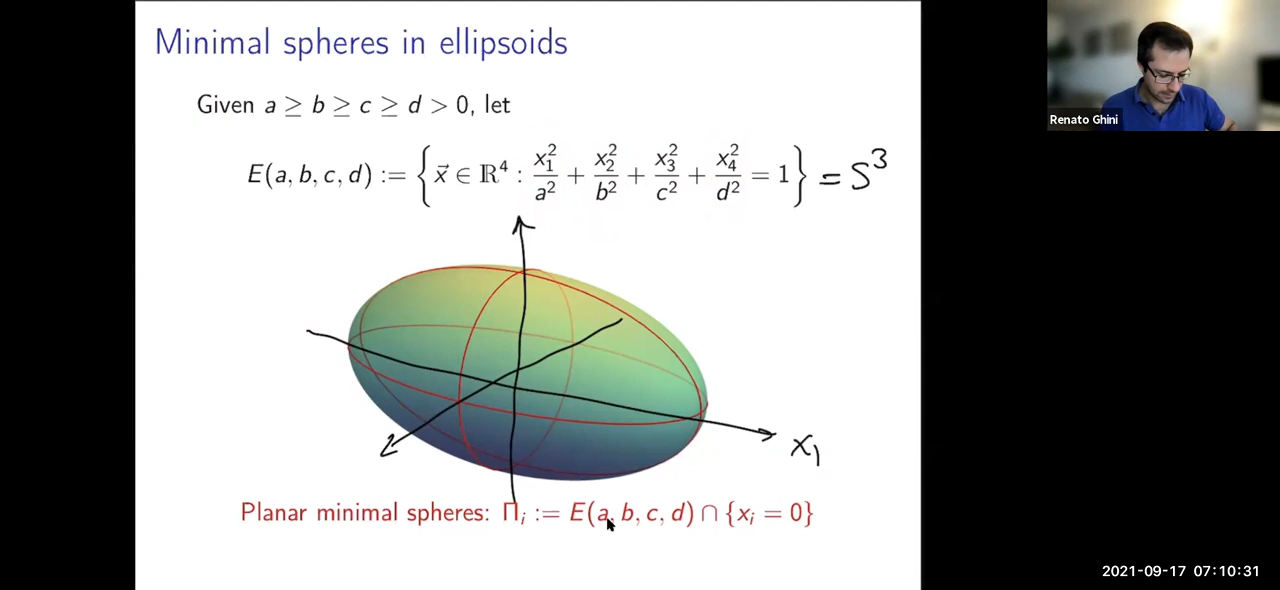 Minimal spheres in ellipsoids
Given a ≥ b ≥ c ≥ d > 0, let
E(a, b, c, d) := { x⃗ ∈ ℝ⁴ : x₁²/a² + x₂²/b² + x₃²/c² + x₄²/d² = 1 } = S³
x₁
Planar minimal spheres: Πᵢ := E(a, b, c, d) ∩ {xᵢ = 0}
Renato Ghini
2021-09-17 07:10:31